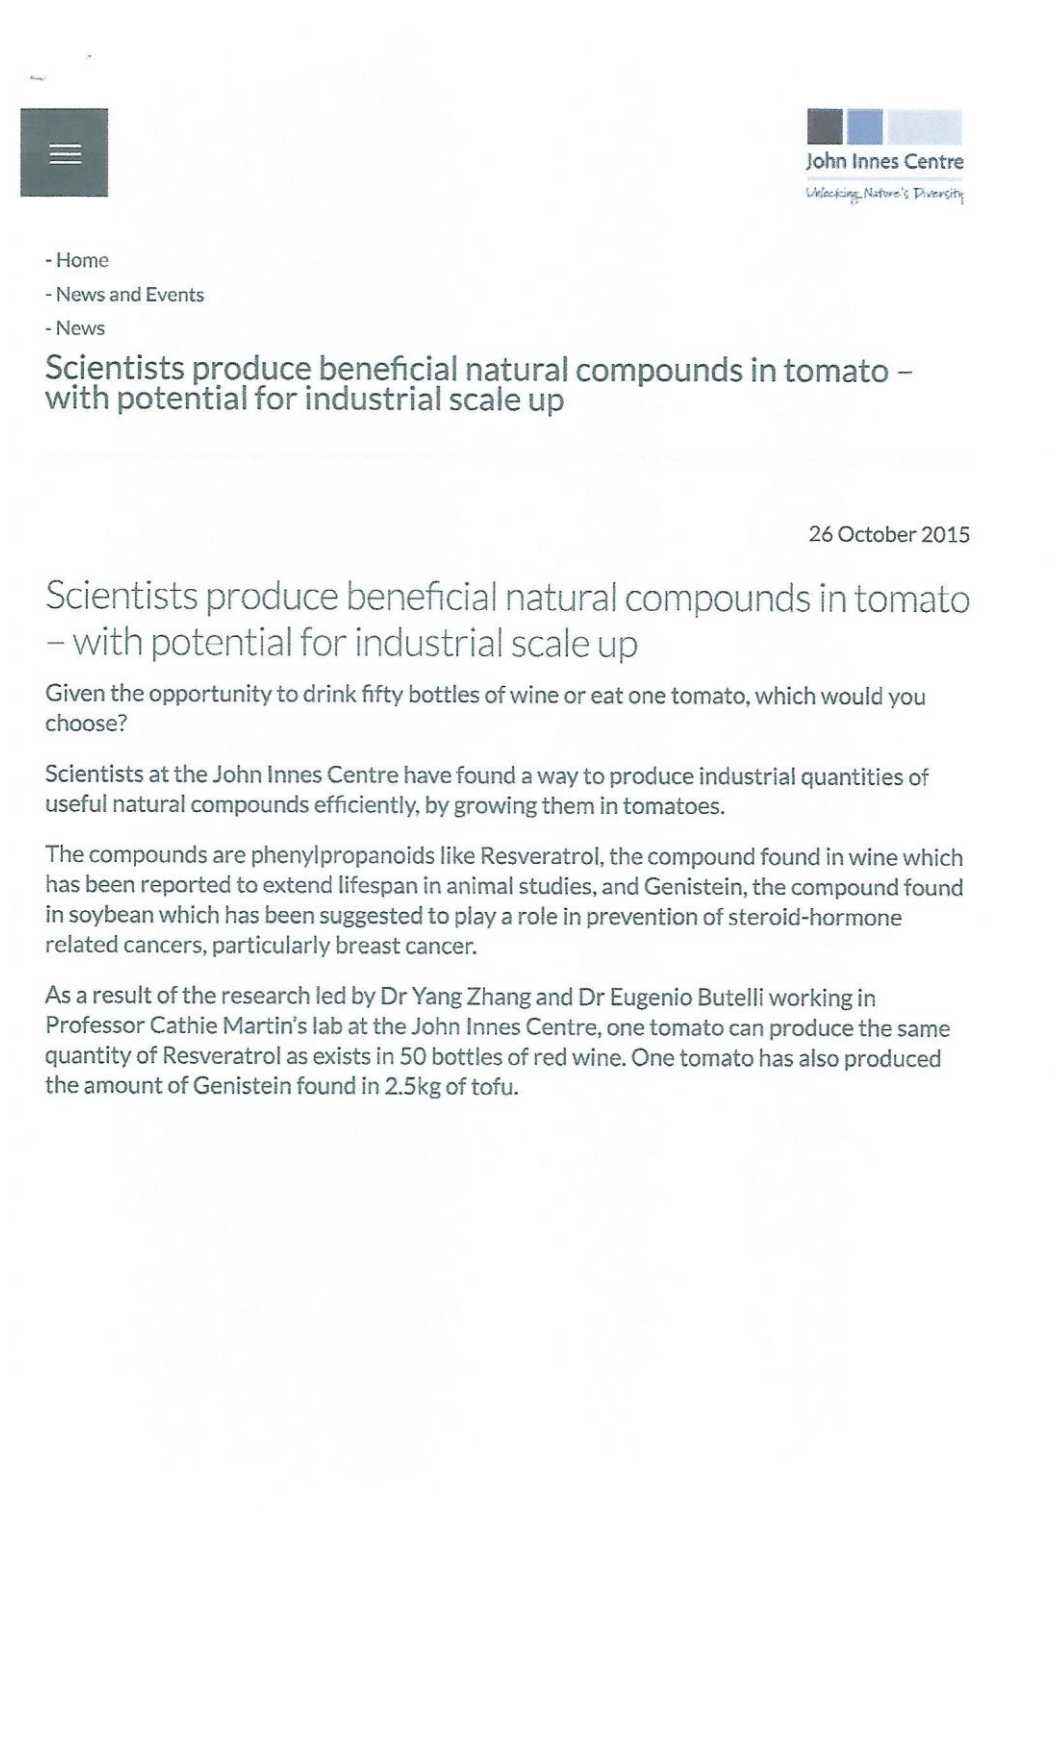 John Innes Centre
Unlocking Nature's Diversity
- Home
- News and Events
- News
Scientists produce beneficial natural compounds in tomato –
with potential for industrial scale up
26 October 2015
Scientists produce beneficial natural compounds in tomato
– with potential for industrial scale up
Given the opportunity to drink fifty bottles of wine or eat one tomato, which would you
choose?
Scientists at the John Innes Centre have found a way to produce industrial quantities of
useful natural compounds efficiently, by growing them in tomatoes.
The compounds are phenylpropanoids like Resveratrol, the compound found in wine which
has been reported to extend lifespan in animal studies, and Genistein, the compound found
in soybean which has been suggested to play a role in prevention of steroid-hormone
related cancers, particularly breast cancer.
As a result of the research led by Dr Yang Zhang and Dr Eugenio Butelli working in
Professor Cathie Martin's lab at the John Innes Centre, one tomato can produce the same
quantity of Resveratrol as exists in 50 bottles of red wine. One tomato has also produced
the amount of Genistein found in 2.5kg of tofu.